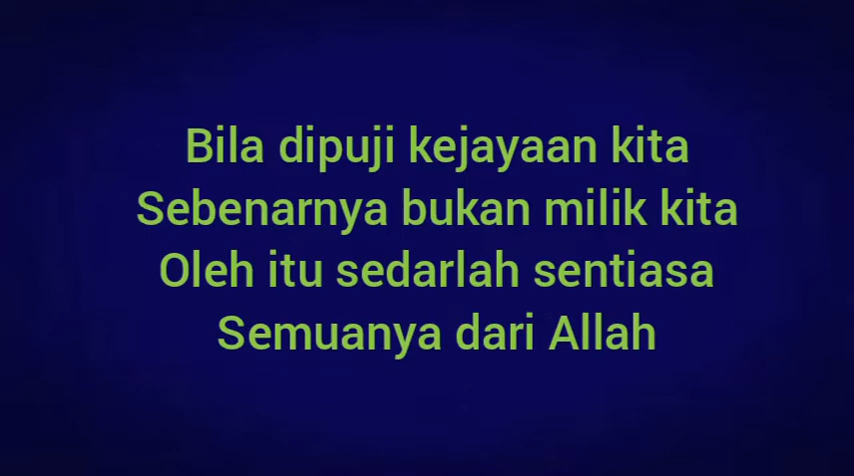 Bila dipuji kejayaan kita
Sebenarnya bukan milik kita
Oleh itu sedarlah sentiasa
Semuanya dari Allah